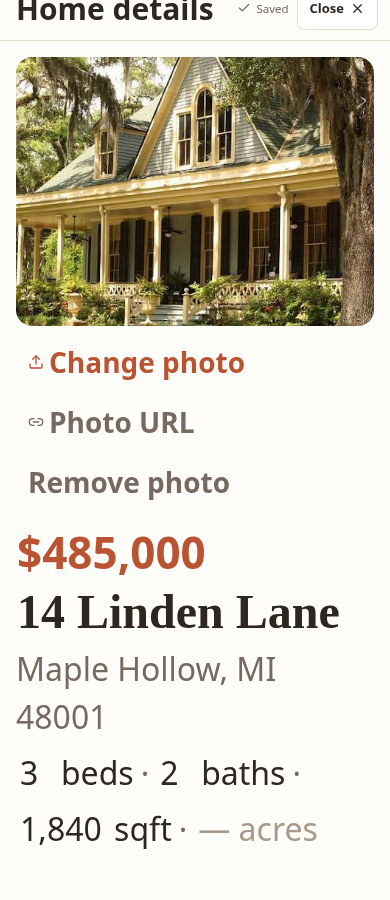 Home details
Saved
Close ×
Change photo
Photo URL
Remove photo
$485,000
14 Linden Lane
Maple Hollow, MI
48001
3 beds · 2 baths ·
1,840 sqft · — acres